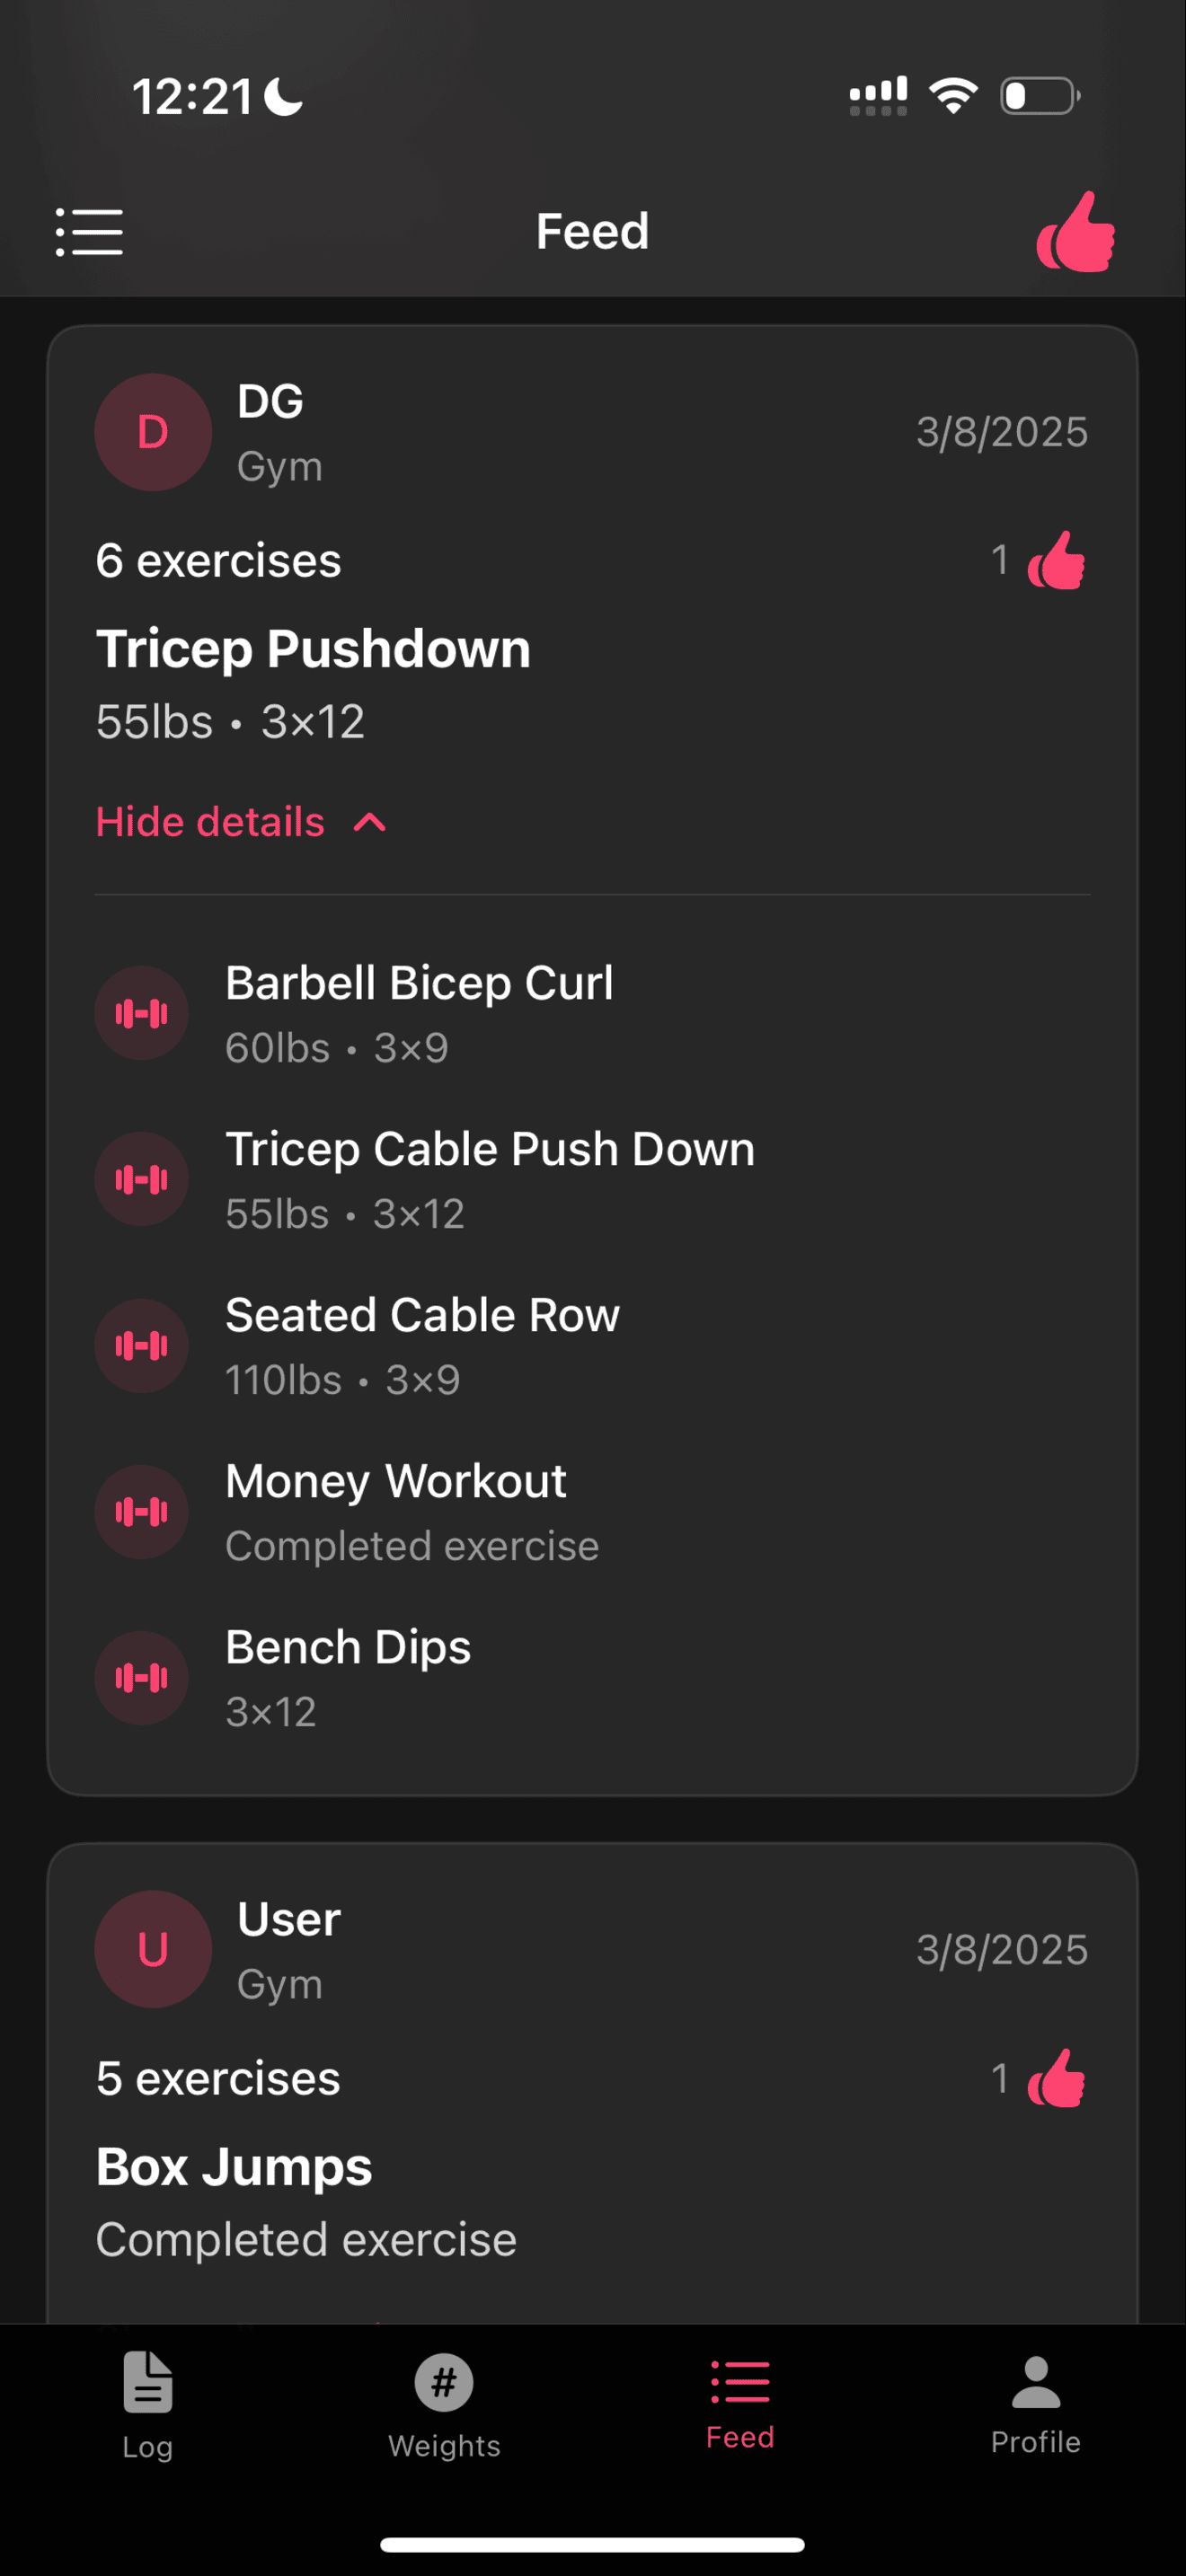 12:21
Feed
D
DG
Gym
3/8/2025
6 exercises
1
Tricep Pushdown
55lbs • 3×12
Hide details
Barbell Bicep Curl
60lbs • 3×9
Tricep Cable Push Down
55lbs • 3×12
Seated Cable Row
110lbs • 3×9
Money Workout
Completed exercise
Bench Dips
3×12
U
User
Gym
3/8/2025
5 exercises
1
Box Jumps
Completed exercise
#
Log
Weights
Feed
Profile